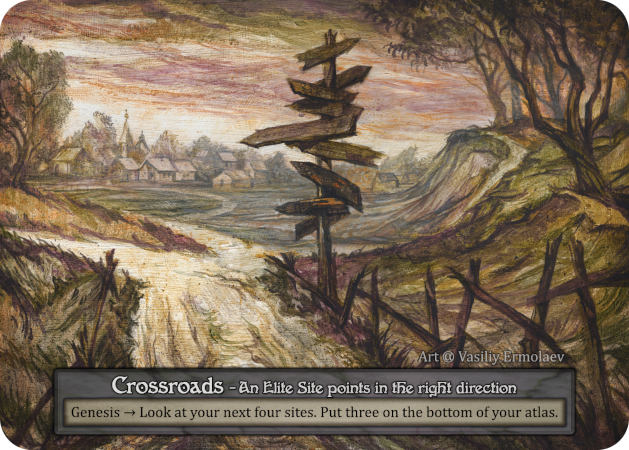 Art @ Vasiliy Ermolaev
Crossroads - An Elite Site points in the right direction
Genesis → Look at your next four sites. Put three on the bottom of your atlas.